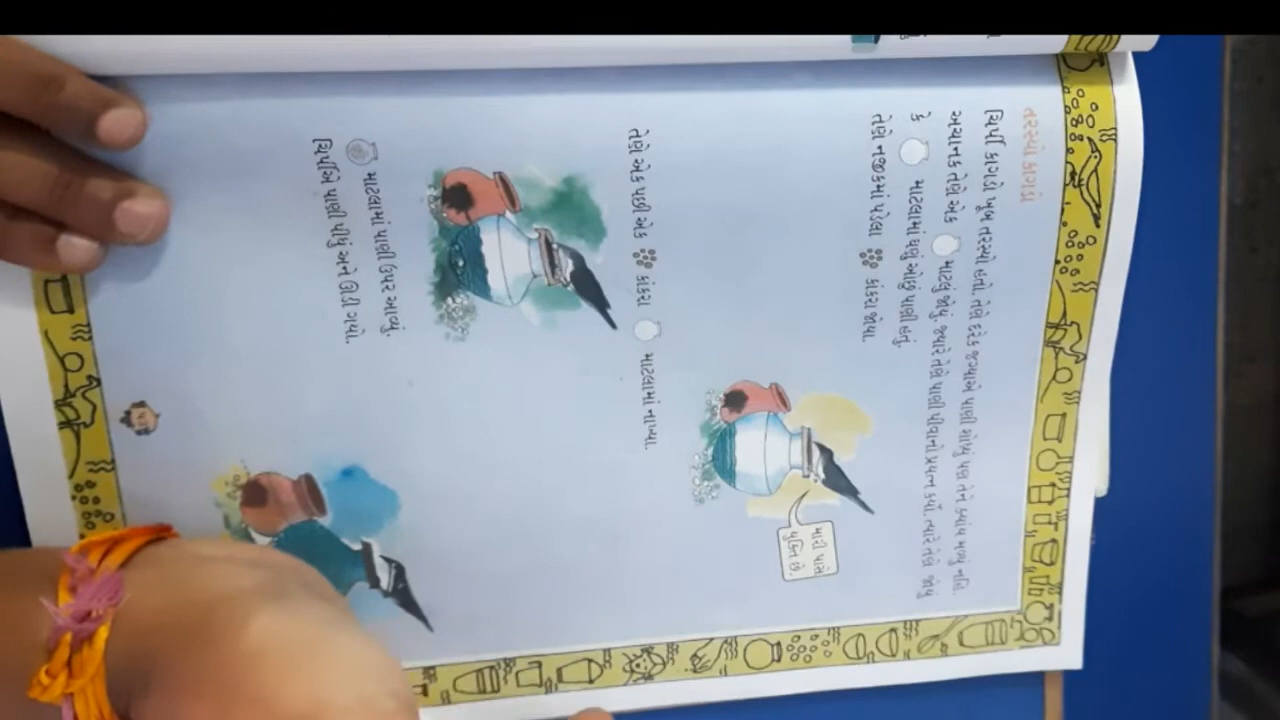 તરસ્યો કાગડો
ચિર્પી કાગડો ખૂબ તરસ્યો હતો. તેણે દરેક જગ્યાએ પાણી શોધ્યું પણ તેને ક્યાંય મળ્યું નહિ.
અચાનક તેણે એક માટલું જોયું. જ્યારે તેણે પાણી પીવાનો પ્રયત્ન કર્યો, ત્યારે તેણે જોયું
કે માટલામાં ઘણું ઓછું પાણી હતું.
તેણે નજીકમાં પડેલા કાંકરા જોયા.
મારી પાસે
યુક્તિ છે.
તેણે એક પછી એક કાંકરા માટલામાં નાખ્યા.
માટલામાં પાણી ઉપર આવ્યું.
ચિર્પીએ પાણી પીધું અને ઊડી ગયો.